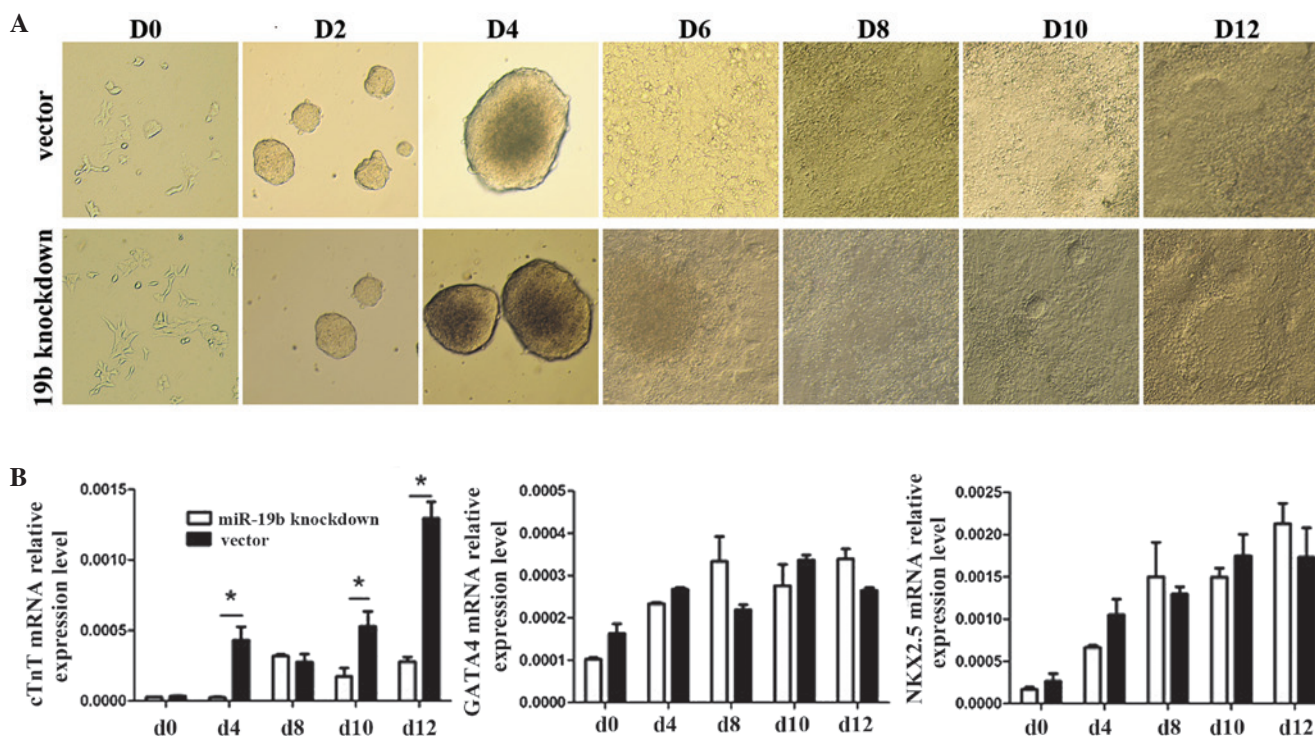 A
D0 D2 D4 D6 D8 D10 D12
vector
19b knockdown
B
cTnT mRNA relative
expression level
0.0015
0.0010
0.0005
0.0000
miR-19b knockdown
vector
*
*
*
d0 d4 d8 d10 d12
GATA4 mRNA relative
expression level
0.0005
0.0004
0.0003
0.0002
0.0001
0.0000
d0 d4 d8 d10 d12
NKX2.5 mRNA relative
expression level
0.0025
0.0020
0.0015
0.0010
0.0005
0.0000
d0 d4 d8 d10 d12